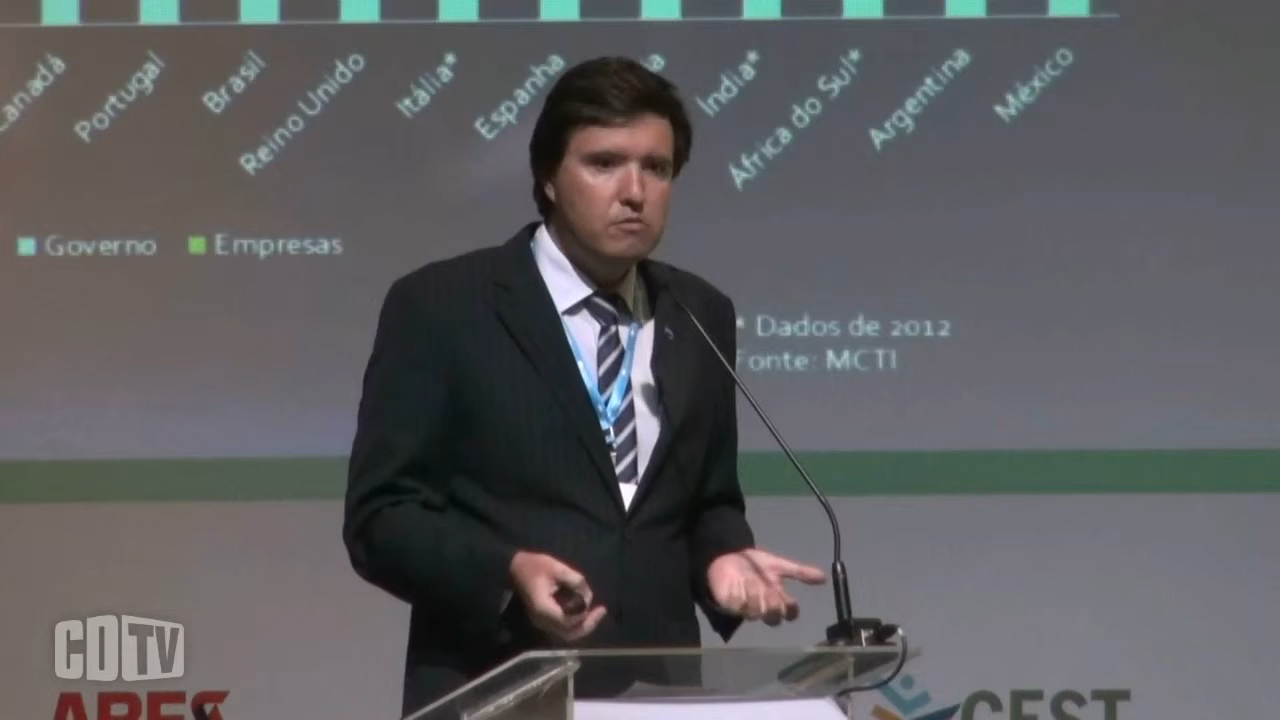 Canadá
Portugal
Brasil
Reino Unido
Itália*
Espanha
Índia*
África do Sul*
Argentina
México
Governo
Empresas
* Dados de 2012
Fonte: MCTI
CDTV